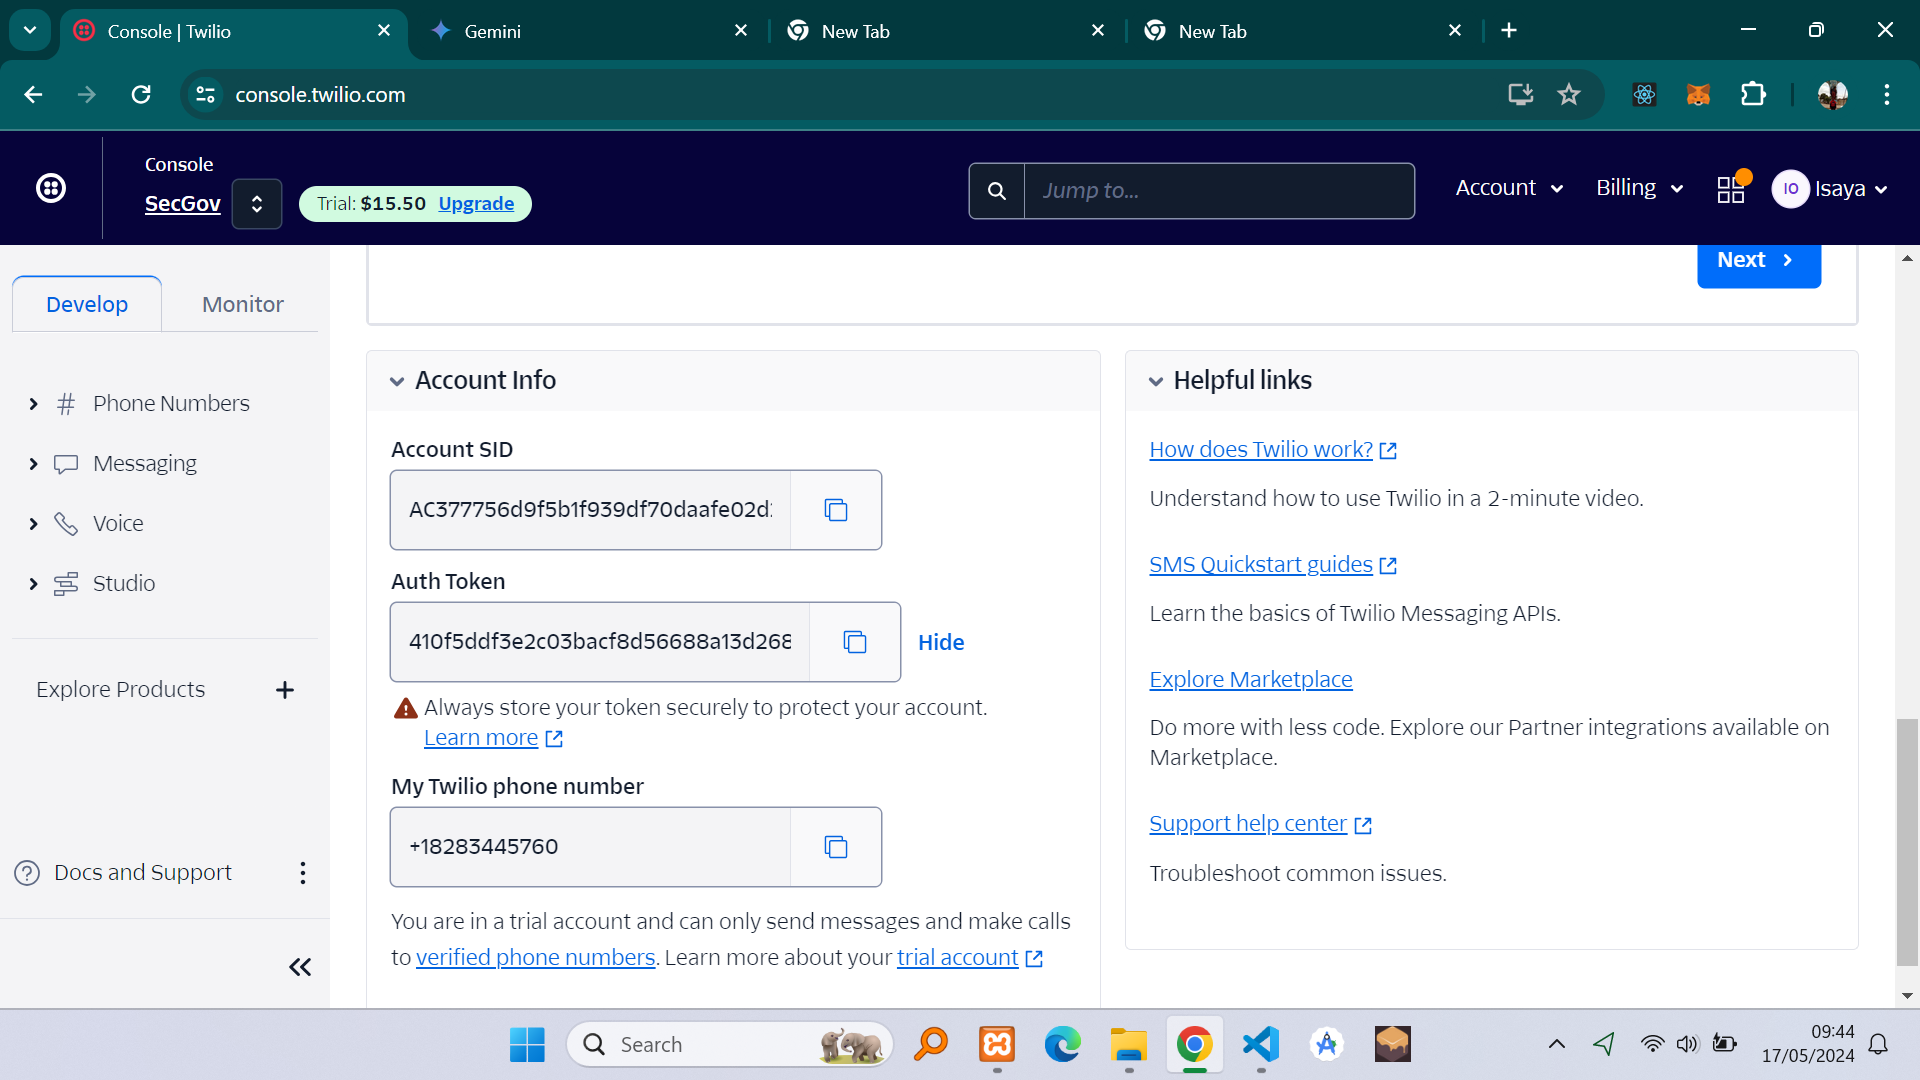 Console | Twilio
Gemini
New Tab
New Tab
console.twilio.com
Console
SecGov
Trial: $15.50 Upgrade
Jump to...
Account
Billing
IO
Isaya
Develop
Monitor
Phone Numbers
Messaging
Voice
Studio
Explore Products
Docs and Support
Next
Account Info
Account SID
AC377756d9f5b1f939df70daafe02d
Auth Token
410f5ddf3e2c03bacf8d56688a13d268
Hide
Always store your token securely to protect your account.
Learn more
My Twilio phone number
+18283445760
You are in a trial account and can only send messages and make calls
to verified phone numbers. Learn more about your trial account
Helpful links
How does Twilio work?
Understand how to use Twilio in a 2-minute video.
SMS Quickstart guides
Learn the basics of Twilio Messaging APIs.
Explore Marketplace
Do more with less code. Explore our Partner integrations available on
Marketplace.
Support help center
Troubleshoot common issues.
Search
09:44
17/05/2024